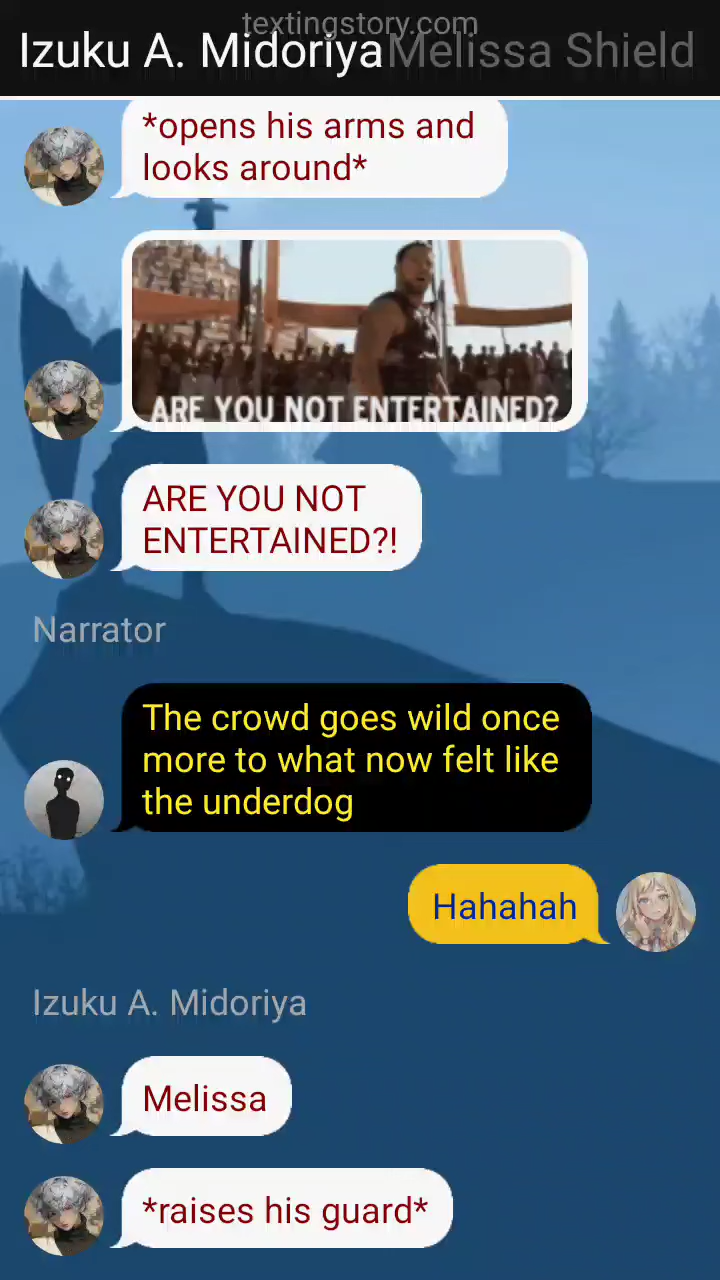 textingstory.com
Izuku A. Midoriya Melissa Shield
*opens his arms and
looks around*
ARE YOU NOT ENTERTAINED?
ARE YOU NOT
ENTERTAINED?!
Narrator
The crowd goes wild once
more to what now felt like
the underdog
Hahahah
Izuku A. Midoriya
Melissa
*raises his guard*